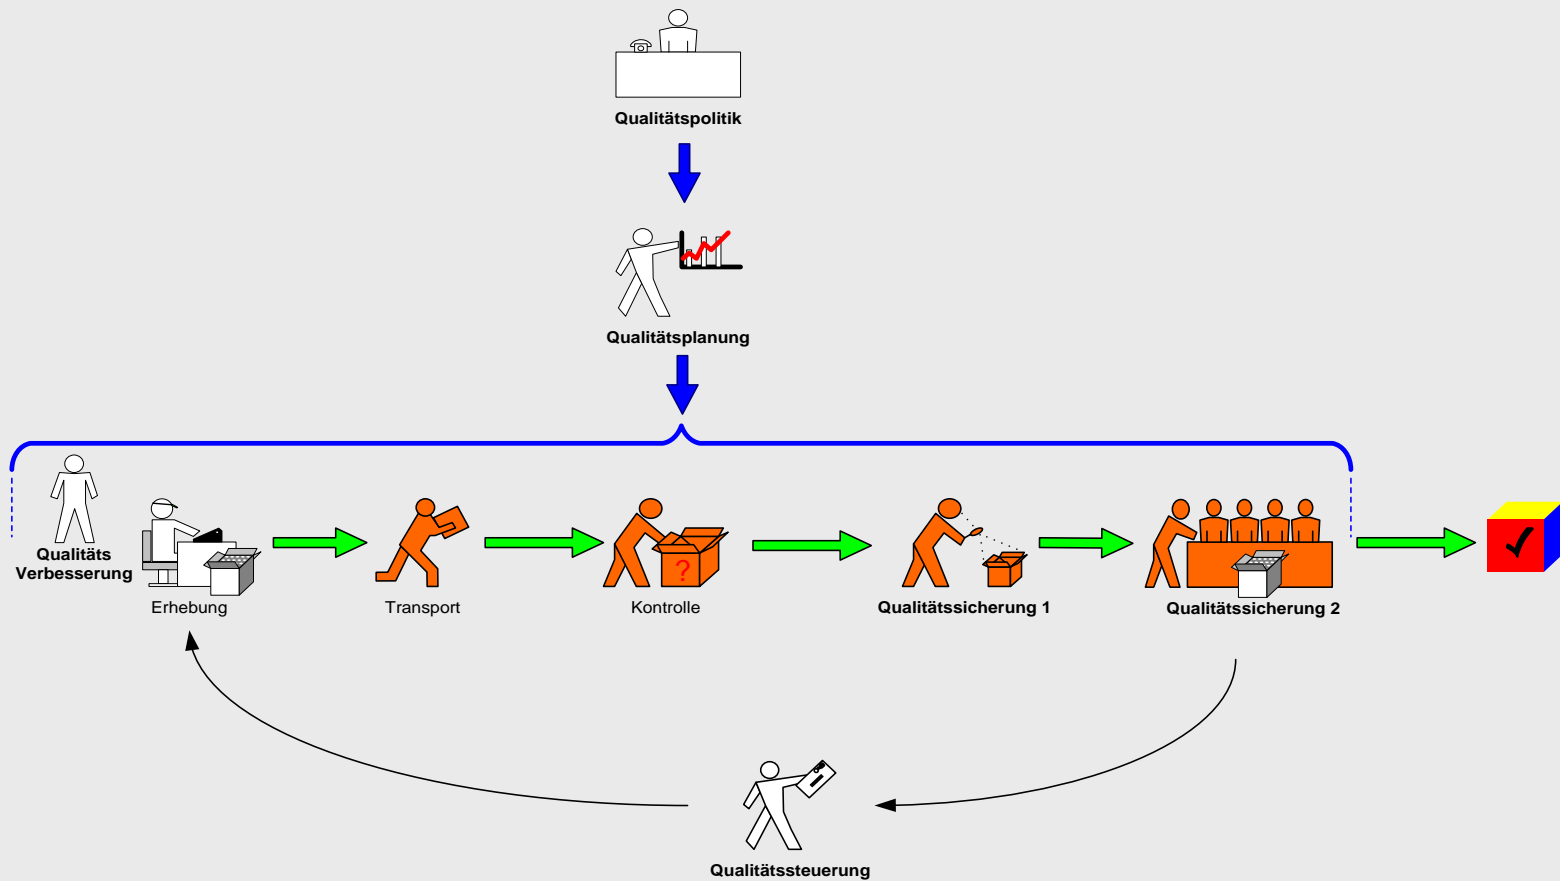 Qualitätspolitik
Qualitätsplanung
Qualitäts
Verbesserung
Erhebung
Transport
?
Kontrolle
Qualitätssicherung 1
Qualitätssicherung 2
Qualitätssteuerung